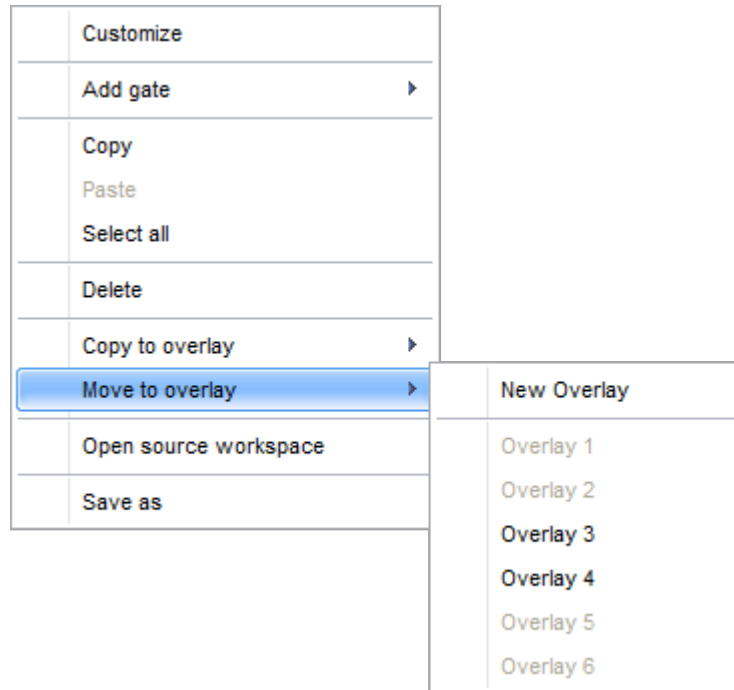 Customize
Add gate
Copy
Paste
Select all
Delete
Copy to overlay
Move to overlay
Open source workspace
Save as
New Overlay
Overlay 1
Overlay 2
Overlay 3
Overlay 4
Overlay 5
Overlay 6